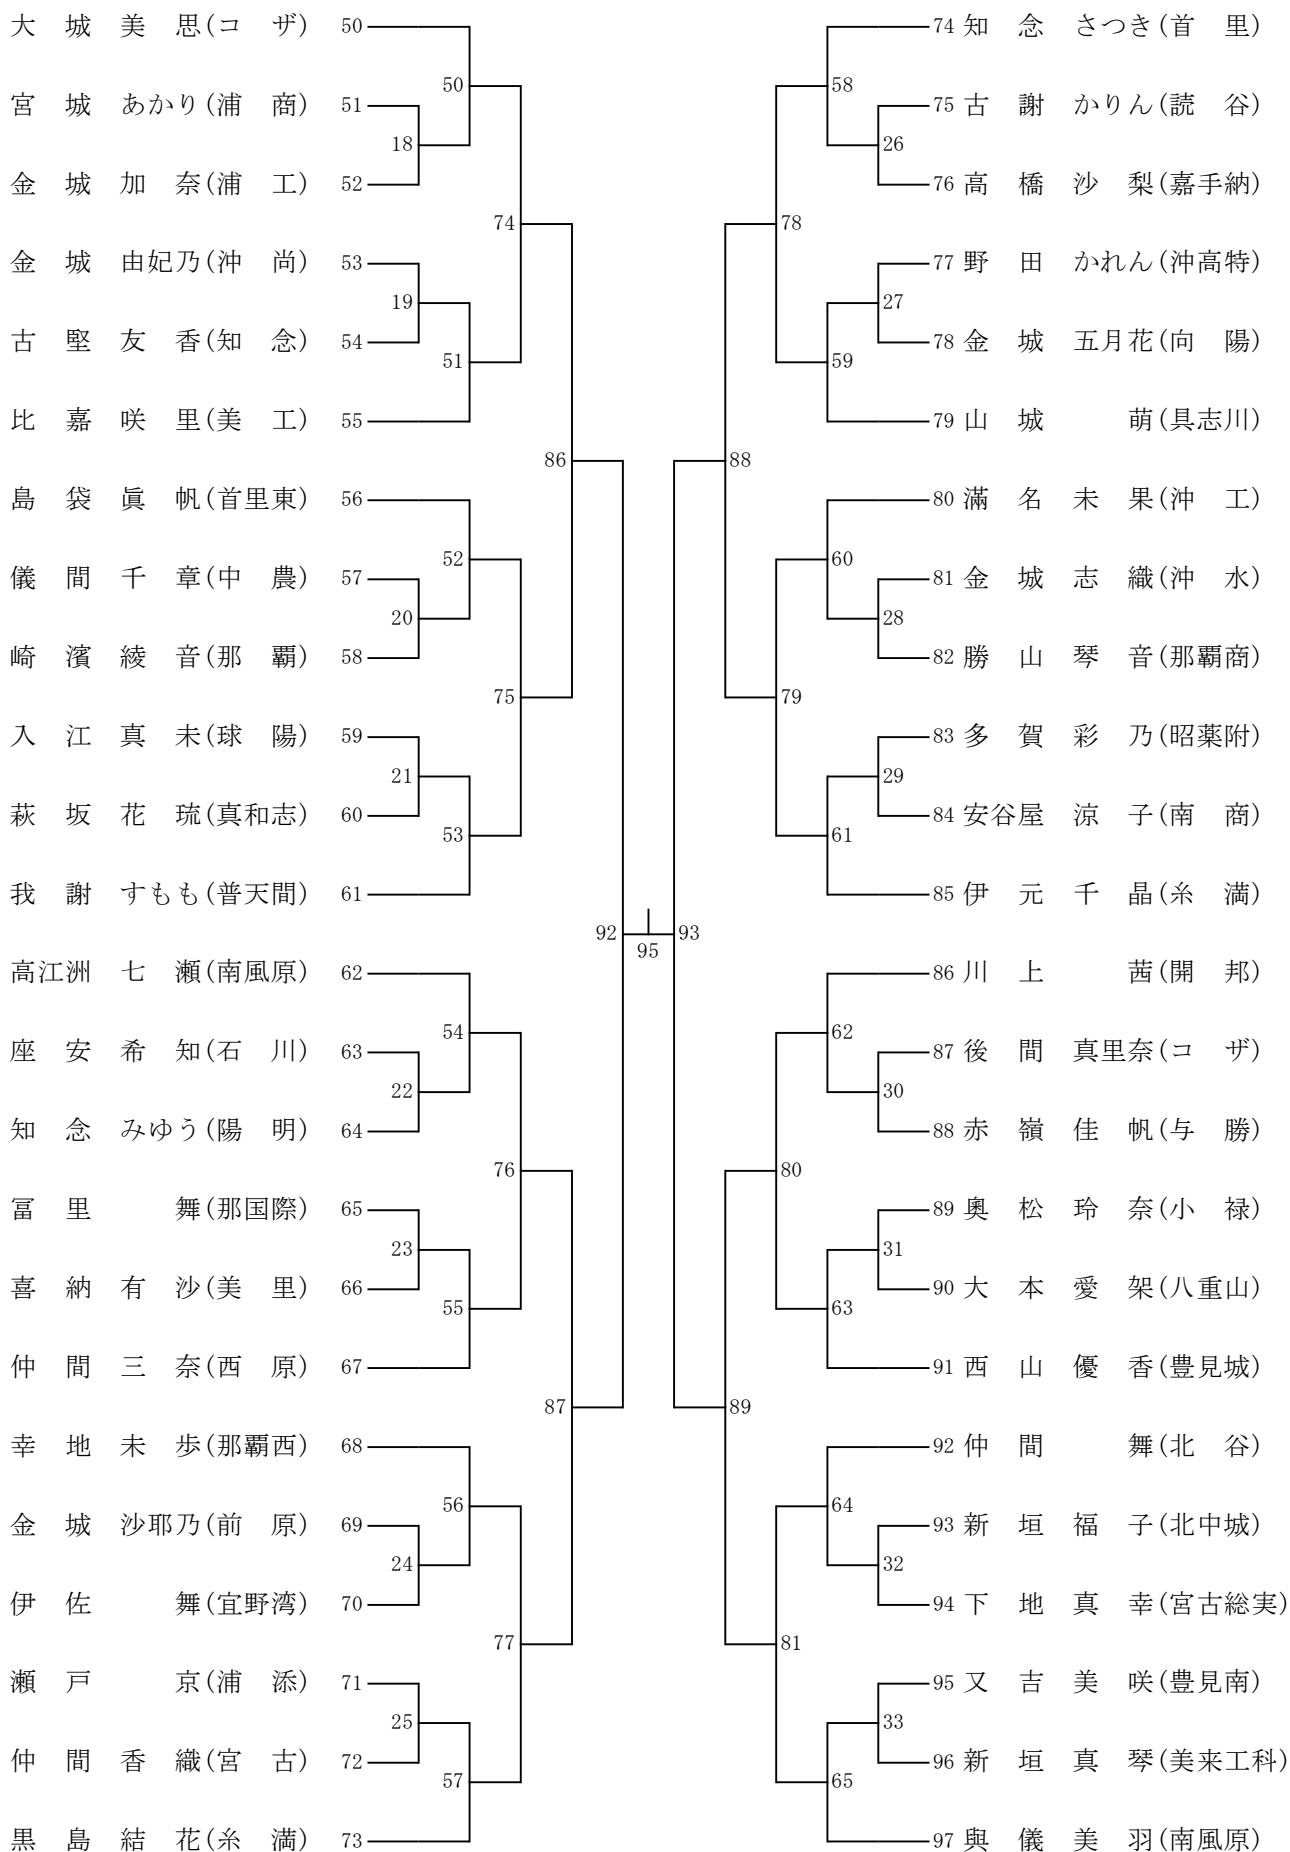 大　城　美　思(コ　ザ)　50
50
宮　城　あかり(浦　商)　51
18
金　城　加　奈(浦　工)　52
74
金　城　由妃乃(沖　尚)　53
19
古　堅　友　香(知　念)　54
51
比　嘉　咲　里(美　工)　55
86
島　袋　眞　帆(首里東)　56
52
儀　間　千　章(中　農)　57
20
崎　濱　綾　音(那　覇)　58
75
入　江　真　未(球　陽)　59
21
萩　坂　花　琉(真和志)　60
53
我　謝　すもも(普天間)　61
92
高江洲　七　瀬(南風原)　62
54
座　安　希　知(石　川)　63
22
知　念　みゆう(陽　明)　64
76
冨　里　　　舞(那国際)　65
23
喜　納　有　沙(美　里)　66
55
仲　間　三　奈(西　原)　67
87
幸　地　未　歩(那覇西)　68
56
金　城　沙耶乃(前　原)　69
24
伊　佐　　　舞(宜野湾)　70
77
瀬　戸　　　京(浦　添)　71
25
仲　間　香　織(宮　古)　72
57
黒　島　結　花(糸　満)　73
95
74 知　念　さつき(首　里)
58
75 古　謝　かりん(読　谷)
26
76 高　橋　沙　梨(嘉手納)
78
77 野　田　かれん(沖高特)
27
78 金　城　五月花(向　陽)
59
79 山　城　　　萌(具志川)
88
80 滿　名　未　果(沖　工)
60
81 金　城　志　織(沖　水)
28
82 勝　山　琴　音(那覇商)
79
83 多　賀　彩　乃(昭薬附)
29
84 安谷屋　涼　子(南　商)
61
85 伊　元　千　晶(糸　満)
93
86 川　上　　　茜(開　邦)
62
87 後　間　真里奈(コ　ザ)
30
88 赤　嶺　佳　帆(与　勝)
80
89 奥　松　玲　奈(小　禄)
31
90 大　本　愛　架(八重山)
63
91 西　山　優　香(豊見城)
89
92 仲　間　　　舞(北　谷)
64
93 新　垣　福　子(北中城)
32
94 下　地　真　幸(宮古総実)
81
95 又　吉　美　咲(豊見南)
33
96 新　垣　真　琴(美来工科)
65
97 與　儀　美　羽(南風原)